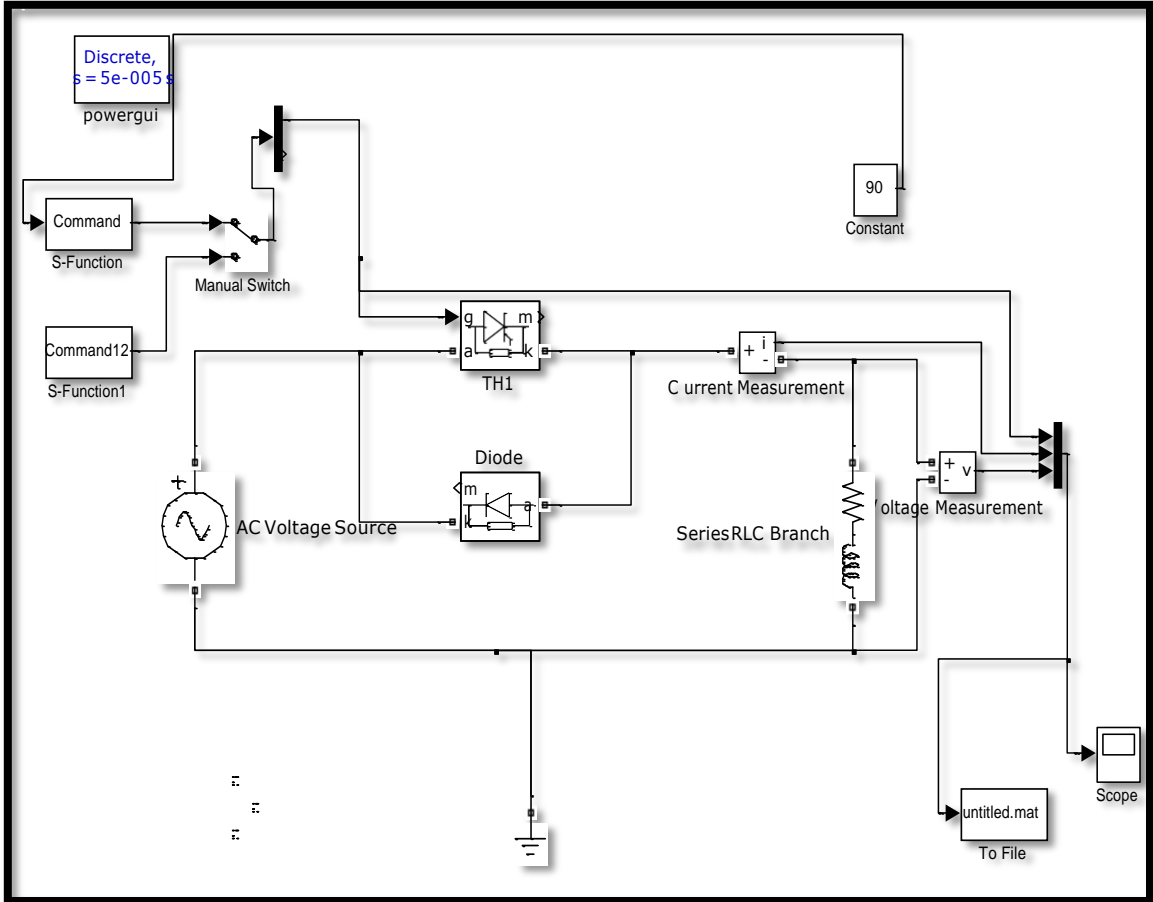 Discrete,
s = 5e-005 s
powergui
90
Constant
Command
S-Function
Manual Switch
Command12
S-Function1
g m
a k
TH1
+ i
-
C urrent Measurement
Diode
m
k a
+
AC Voltage Source
SeriesRLC Branch
+ v
-
oltage Measurement
Scope
untitled.mat
To File